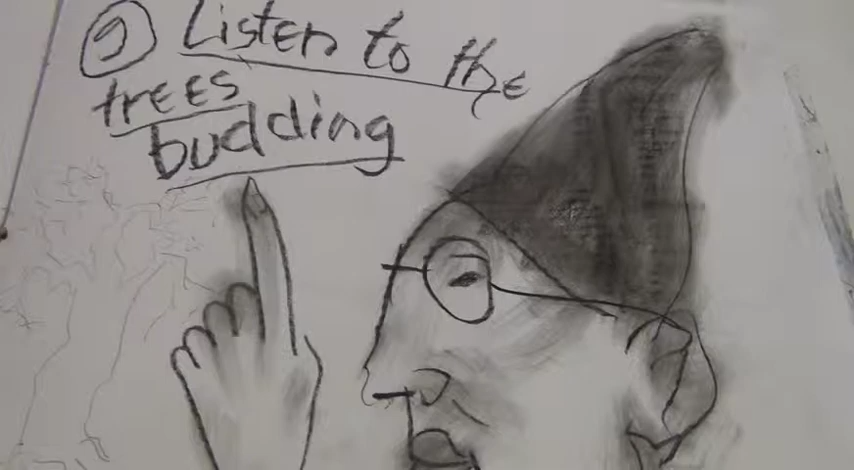 ⑨ Listen to the
trees
budding